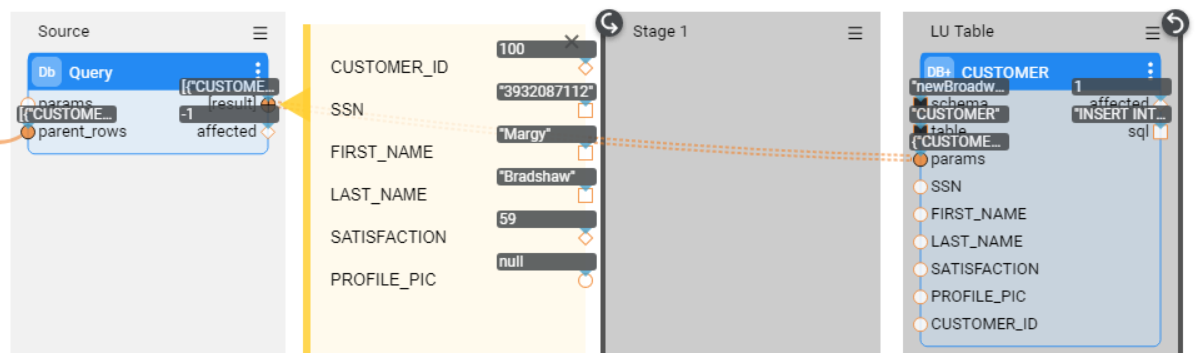 Source
Db Query
[{"CUSTOME...
params
[result]
[{"CUSTOME...
-1
parent_rows
affected
100
CUSTOMER_ID
"3932087112"
SSN
"Margy"
FIRST_NAME
"Bradshaw"
LAST_NAME
59
SATISFACTION
null
PROFILE_PIC
Stage 1
LU Table
DB+ CUSTOMER
"newBroadw...
1
schema
affected
"CUSTOMER"
"INSERT INT...
table
sql
{"CUSTOME...
params
SSN
FIRST_NAME
LAST_NAME
SATISFACTION
PROFILE_PIC
CUSTOMER_ID